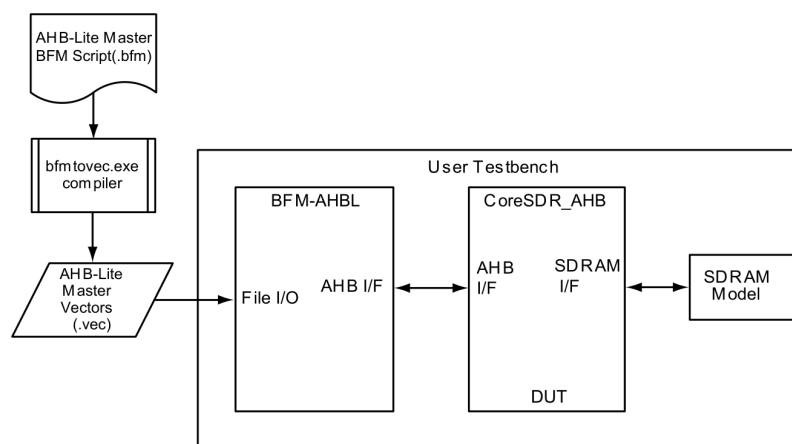 AHB-Lite Master
BFM Script(.bfm)
bfmtovec.exe
compiler
AHB-Lite
Master
Vectors
(.vec)
User Testbench
BFM-AHBL
File I/O
AHB I/F
CoreSDR_AHB
AHB
I/F
SDRAM
I/F
DUT
SDRAM
Model